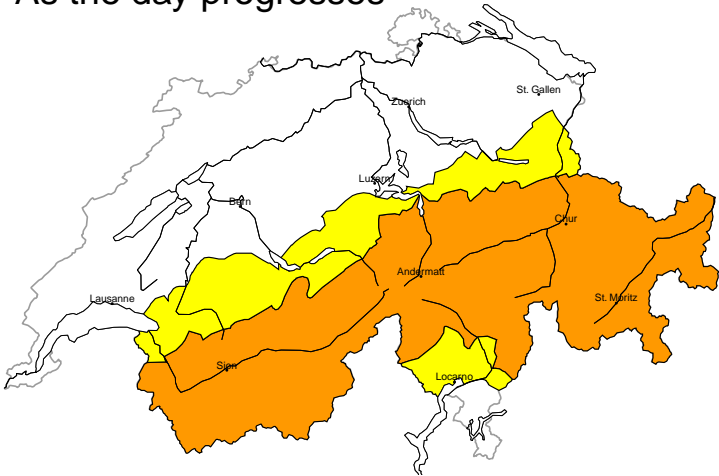 As the day progresses
St. Gallen
Zuerich
Luzern
Bern
Chur
Andermatt
Lausanne
St. Moritz
Sion
Locarno